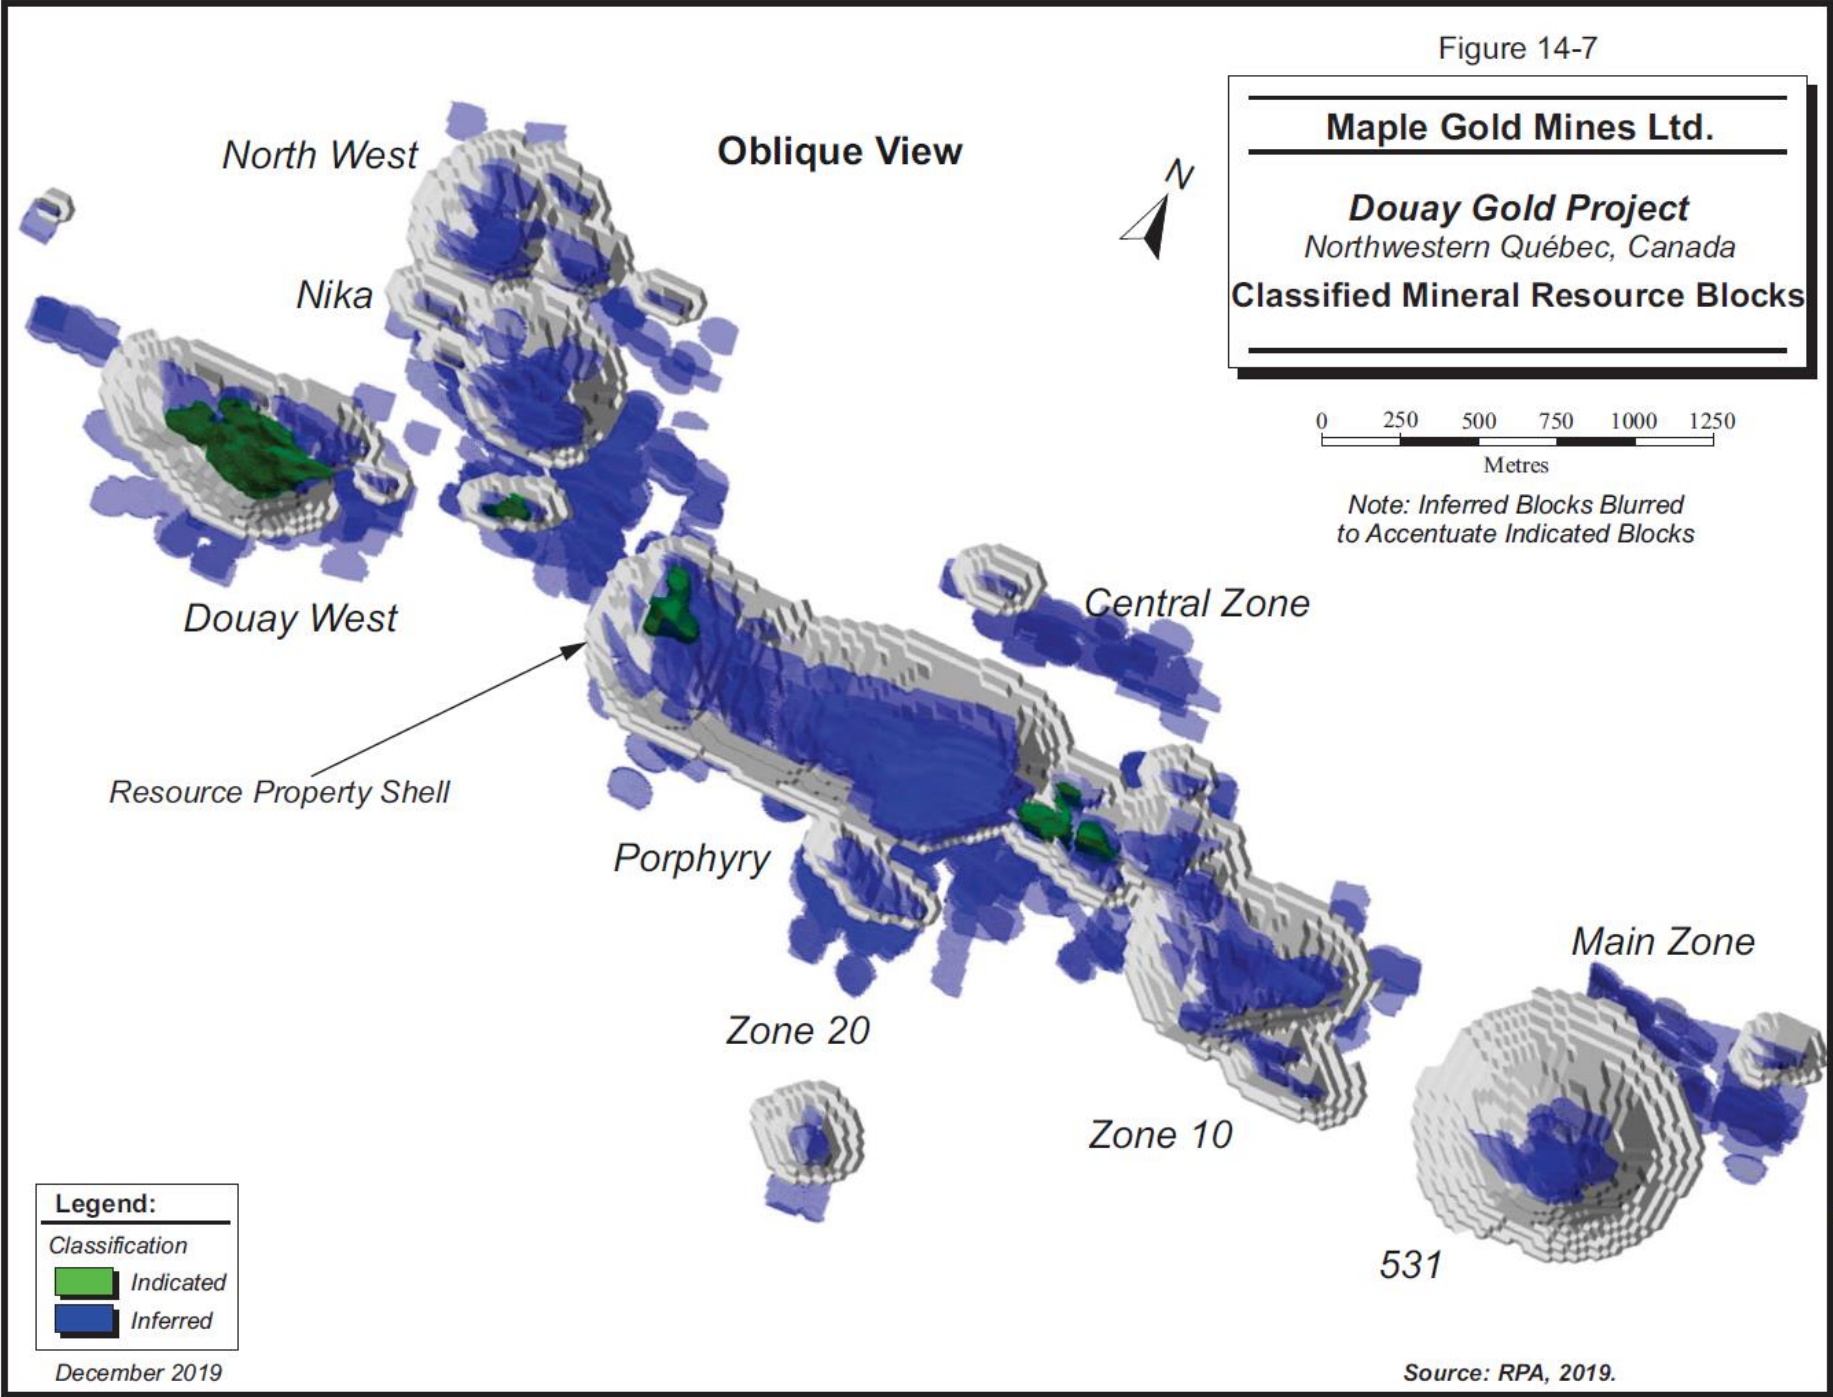 Figure 14-7
Maple Gold Mines Ltd.
Douay Gold Project
Northwestern Québec, Canada
Classified Mineral Resource Blocks
Oblique View
N
North West
Nika
0 250 500 750 1000 1250
Metres
Note: Inferred Blocks Blurred
to Accentuate Indicated Blocks
Douay West
Central Zone
Resource Property Shell
Porphyry
Main Zone
Zone 20
Zone 10
531
Legend:
Classification
Indicated
Inferred
December 2019
Source: RPA, 2019.